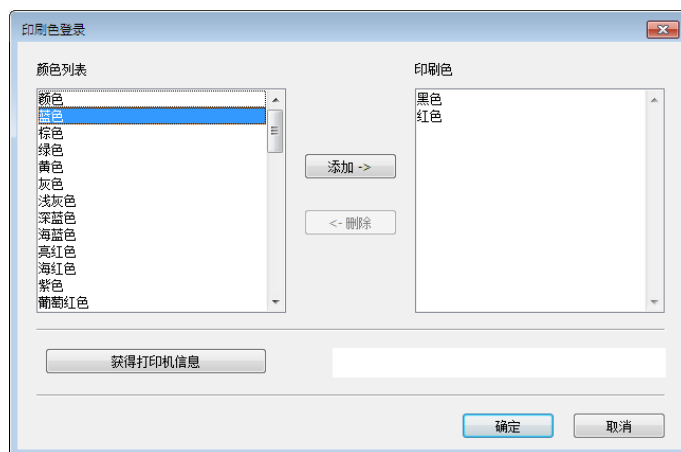 印刷色登录
颜色列表
颜色
蓝色
棕色
绿色
黄色
灰色
浅灰色
深蓝色
海蓝色
亮红色
海红色
紫色
葡萄红色
添加 ->
<- 删除
印刷色
黑色
红色
获得打印机信息
确定
取消